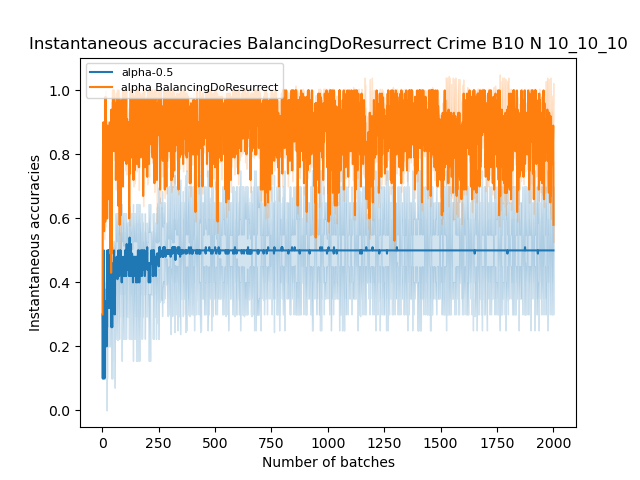 Instantaneous accuracies BalancingDoResurrect Crime B10 N 10_10_10
alpha-0.5
alpha BalancingDoResurrect
Instantaneous accuracies
1.0
0.8
0.6
0.4
0.2
0.0
0 250 500 750 1000 1250 1500 1750 2000
Number of batches